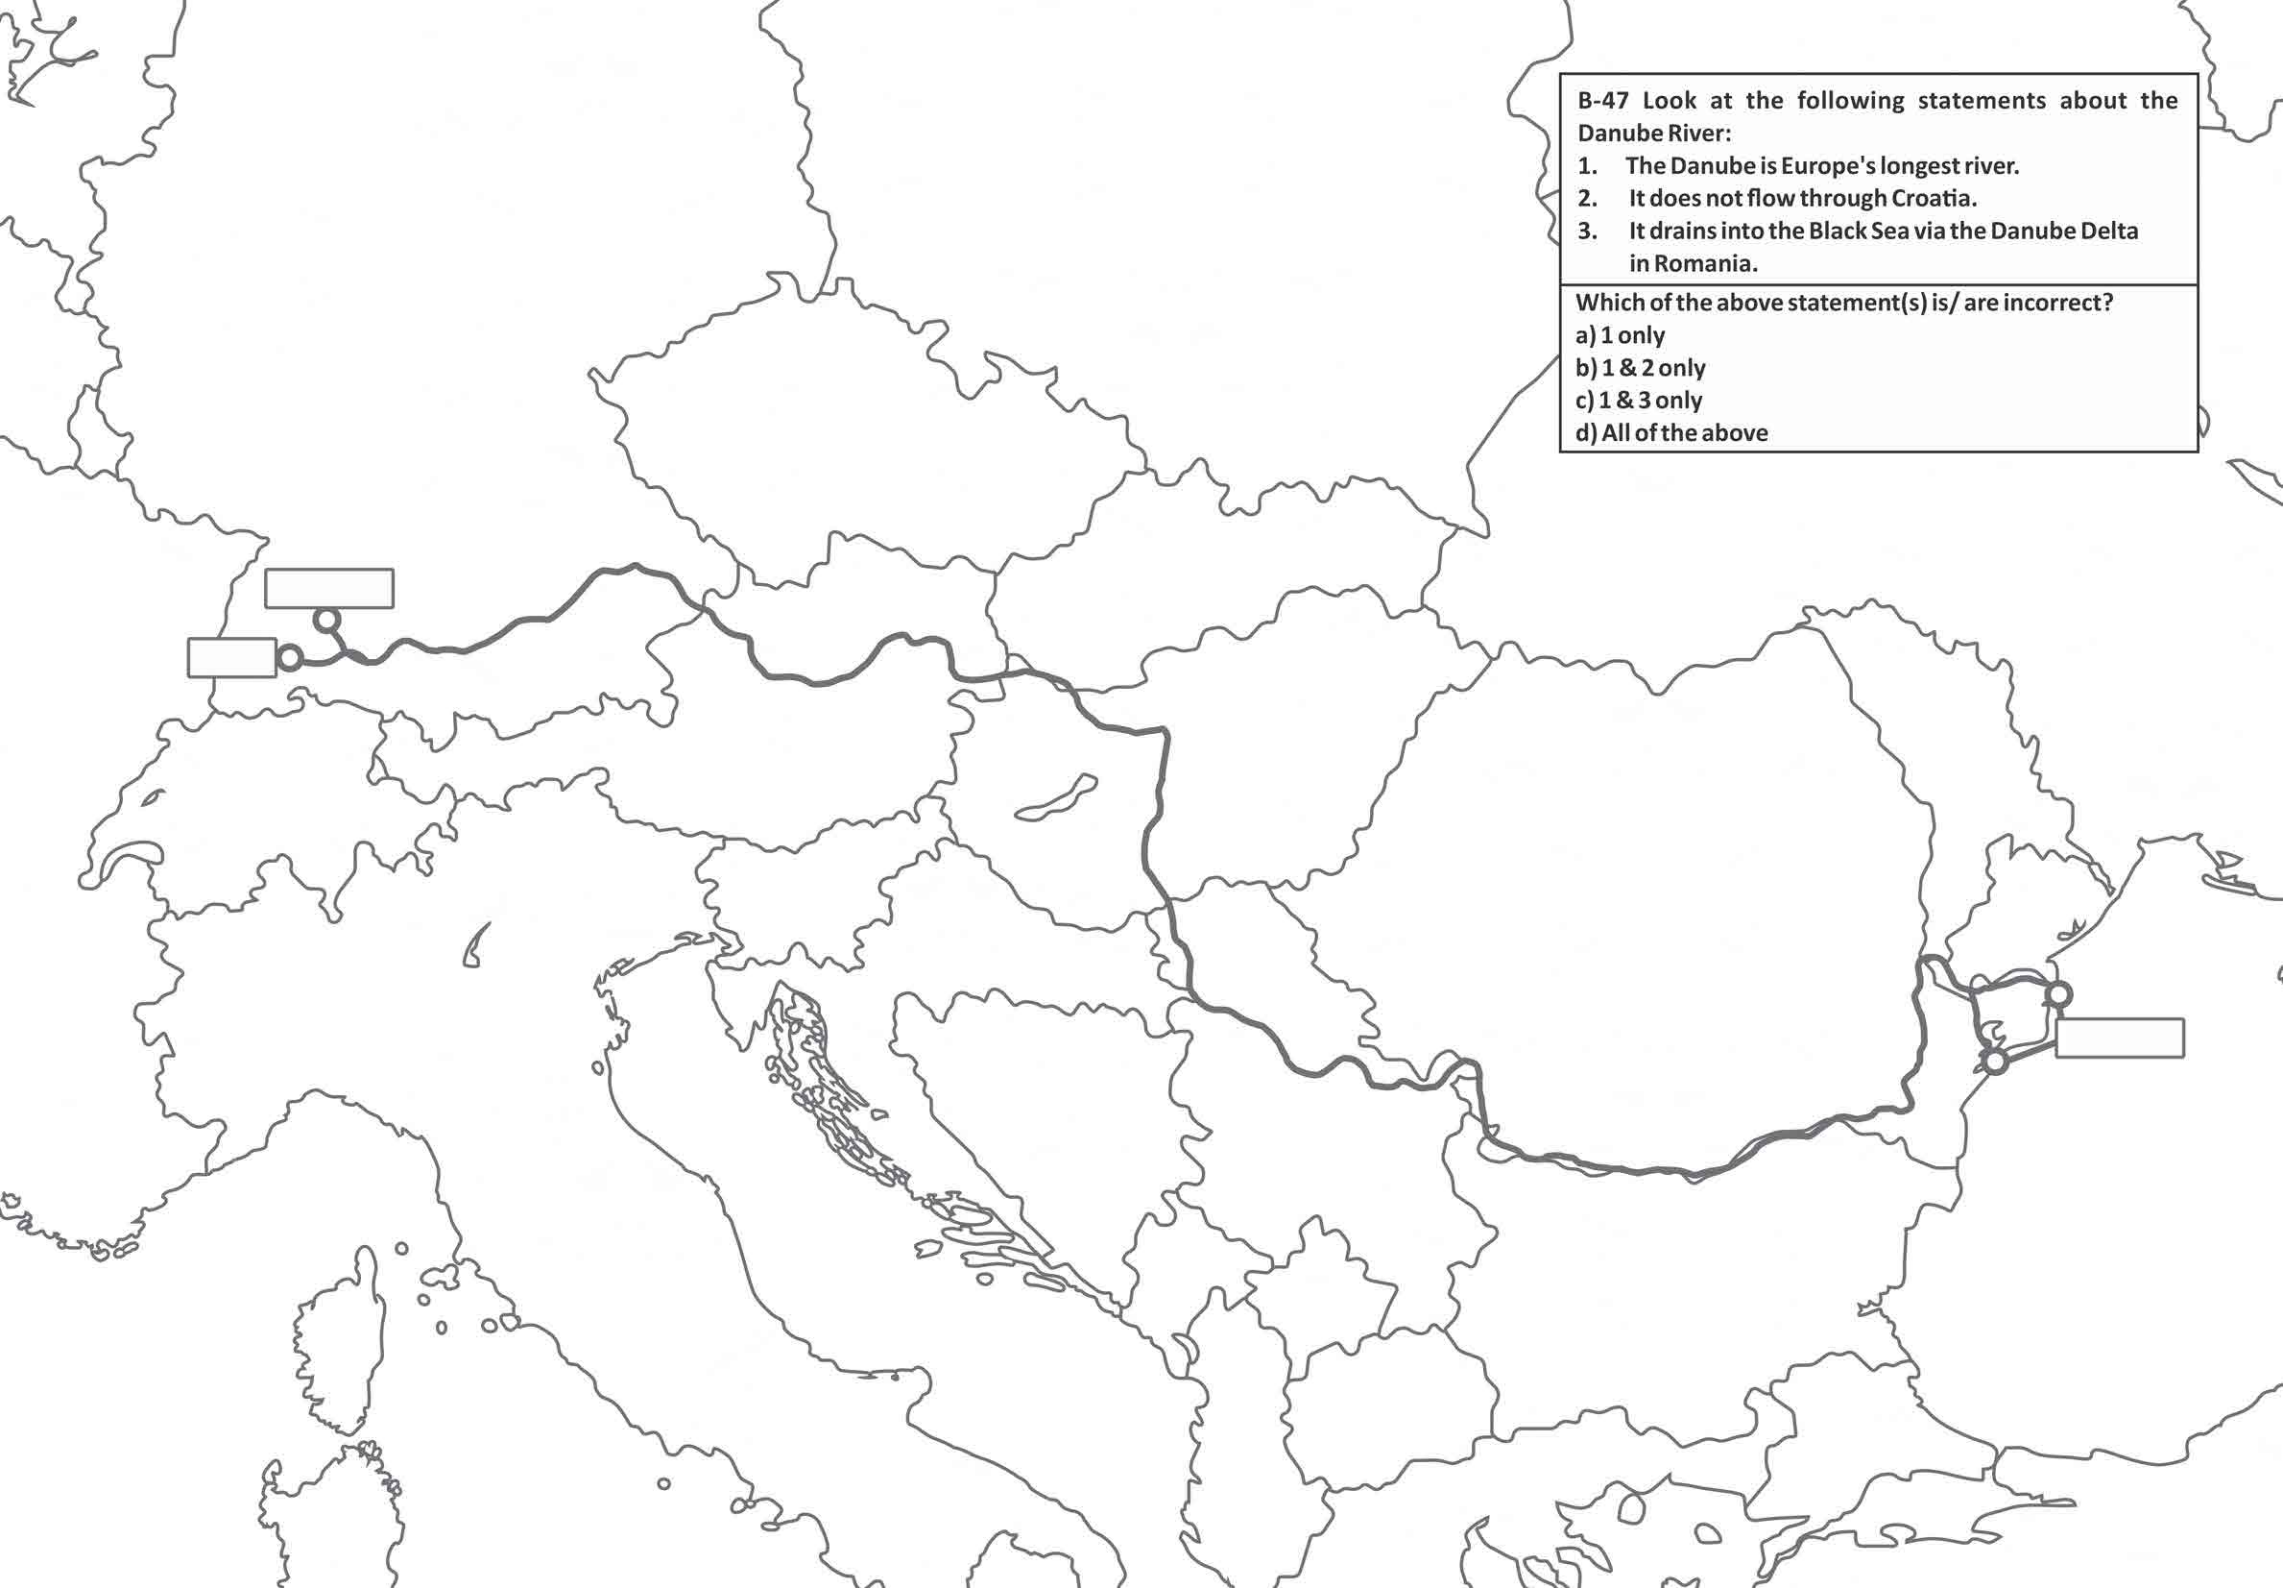 B-47 Look at the following statements about the
Danube River:
1. The Danube is Europe's longest river.
2. It does not flow through Croatia.
3. It drains into the Black Sea via the Danube Delta
in Romania.
Which of the above statement(s) is/ are incorrect?
a) 1 only
b) 1 & 2 only
c) 1 & 3 only
d) All of the above